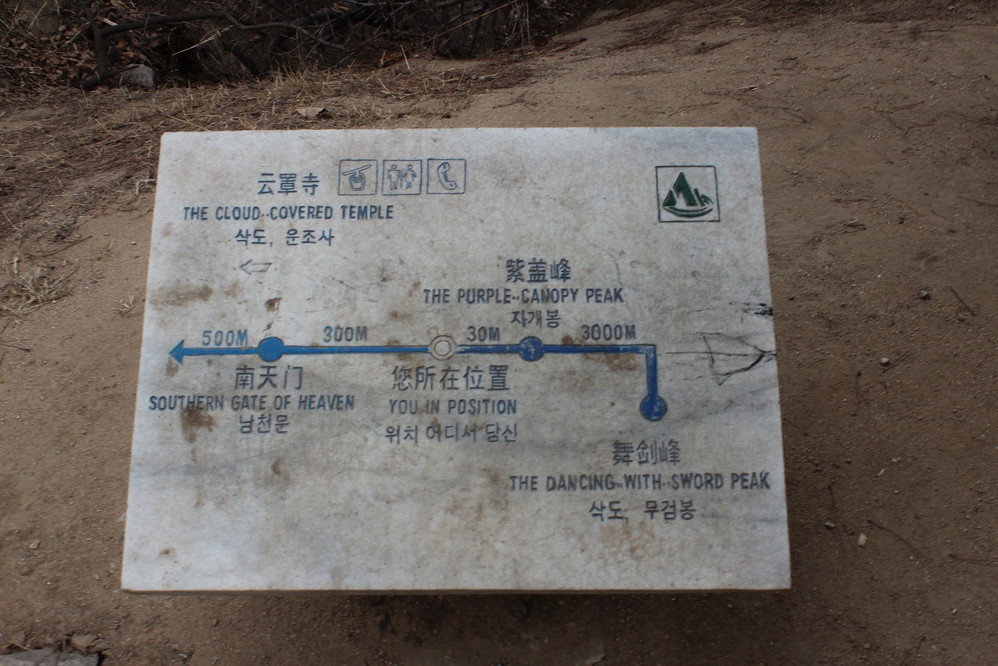 云罩寺
THE CLOUD--COVERED TEMPLE
삭도, 운조사
紫盖峰
THE PURPLE--CANOPY PEAK
자개봉
500M 300M 30M 3000M
南天门
SOUTHERN GATE OF HEAVEN
남천문
您所在位置
YOU IN POSITION
위치 어디서 당신
舞剑峰
THE DANCING--WITH--SWORD PEAK
삭도, 무검봉